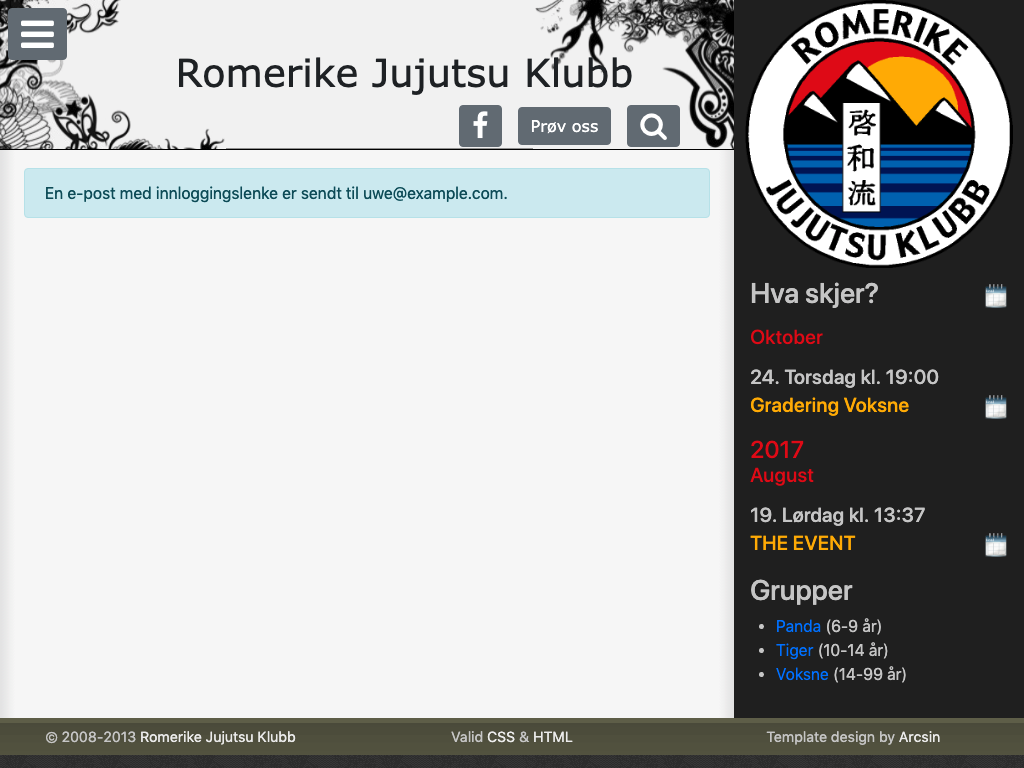 Romerike Jujutsu Klubb
Prøv oss
En e-post med innloggingslenke er sendt til uwe@example.com.
ROMERIKE
啓和流
JUJUTSU KLUBB
Hva skjer?
Oktober
24. Torsdag kl. 19:00
Gradering Voksne
2017
August
19. Lørdag kl. 13:37
THE EVENT
Grupper
Panda (6-9 år)
Tiger (10-14 år)
Voksne (14-99 år)
© 2008-2013 Romerike Jujutsu Klubb
Valid CSS & HTML
Template design by Arcsin